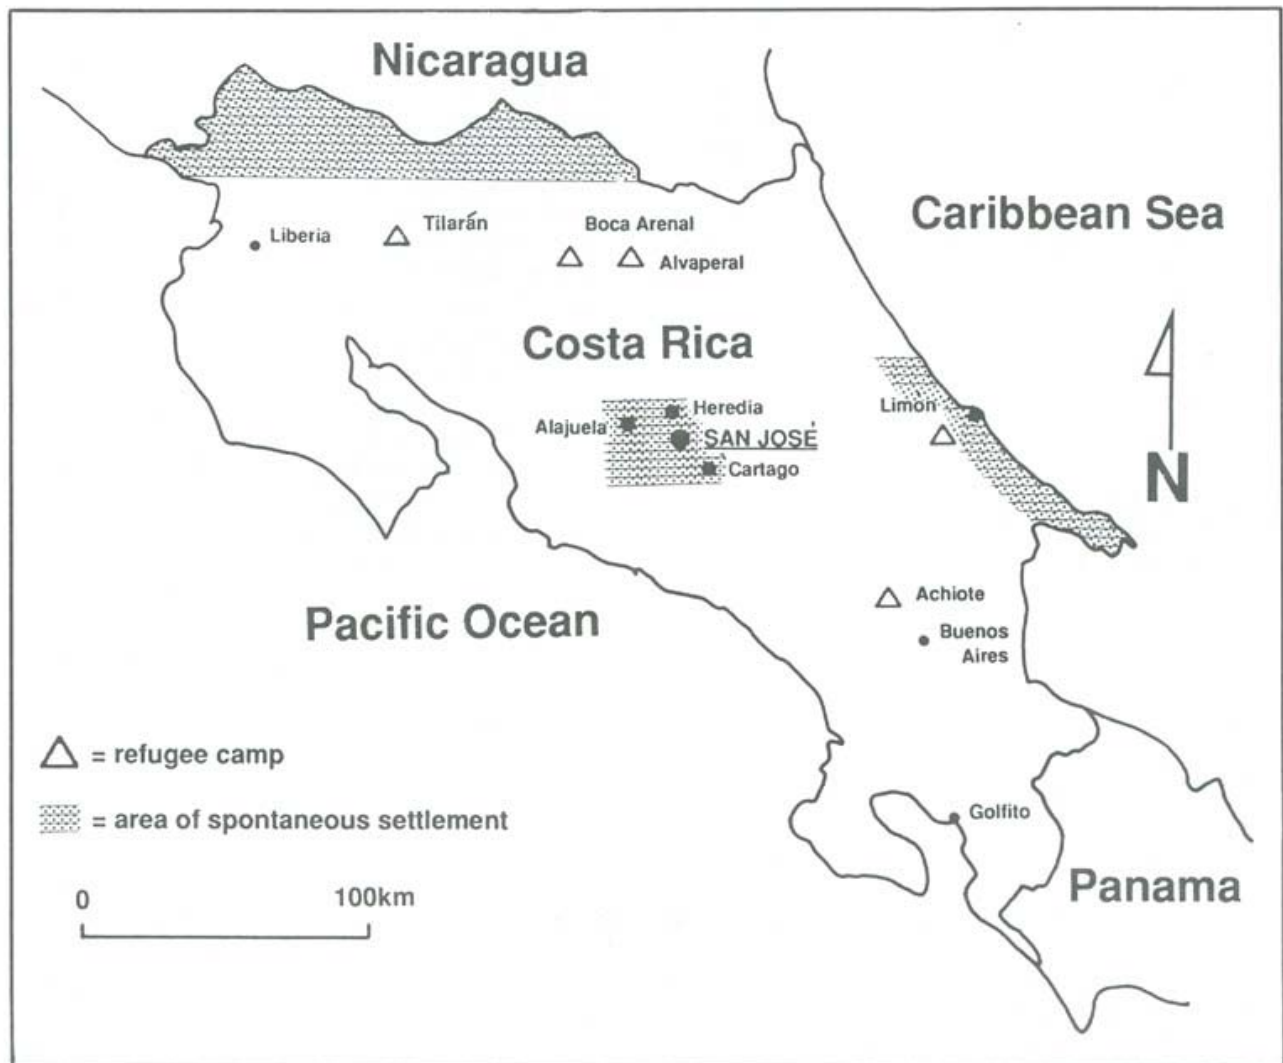 Nicaragua
Caribbean Sea
Liberia
Tilarán
Boca Arenal
Alvaperal
Costa Rica
Heredia
Alajuela
SAN JOSÉ
Cartago
Limón
N
Pacific Ocean
Achiote
Buenos
Aires
= refugee camp
= area of spontaneous settlement
Golfito
Panama
0 100km